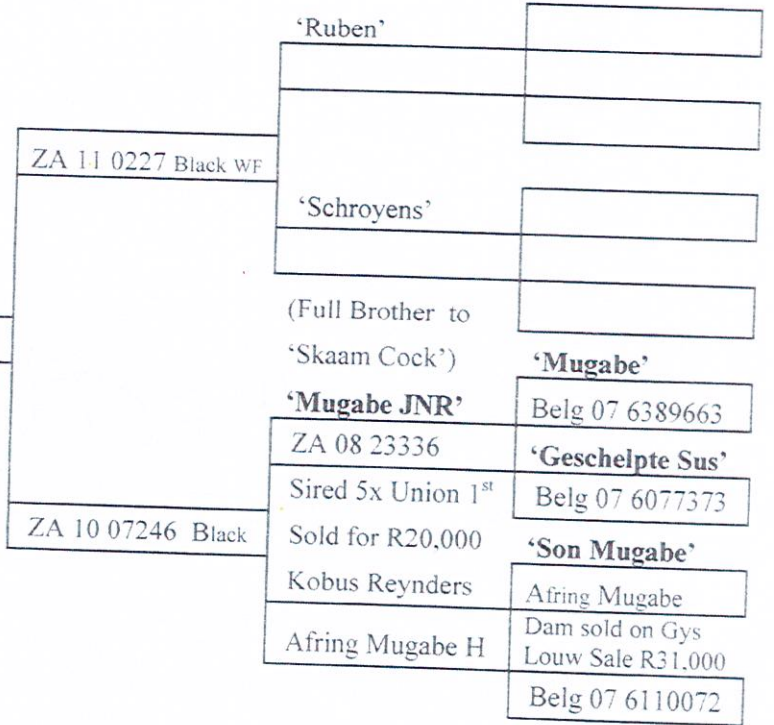 ‘Ruben’
ZA 11 0227 Black WF
‘Schroyens’
(Full Brother to
‘Skaam Cock’)
‘Mugabe JNR’
ZA 08 23336
Sired 5x Union 1st
Sold for R20,000
Kobus Reynders
Afring Mugabe H
ZA 10 07246 Black
‘Mugabe’
Belg 07 6389663
‘Geschelpte Sus’
Belg 07 6077373
‘Son Mugabe’
Afring Mugabe
Dam sold on Gys
Louw Sale R31.000
Belg 07 6110072